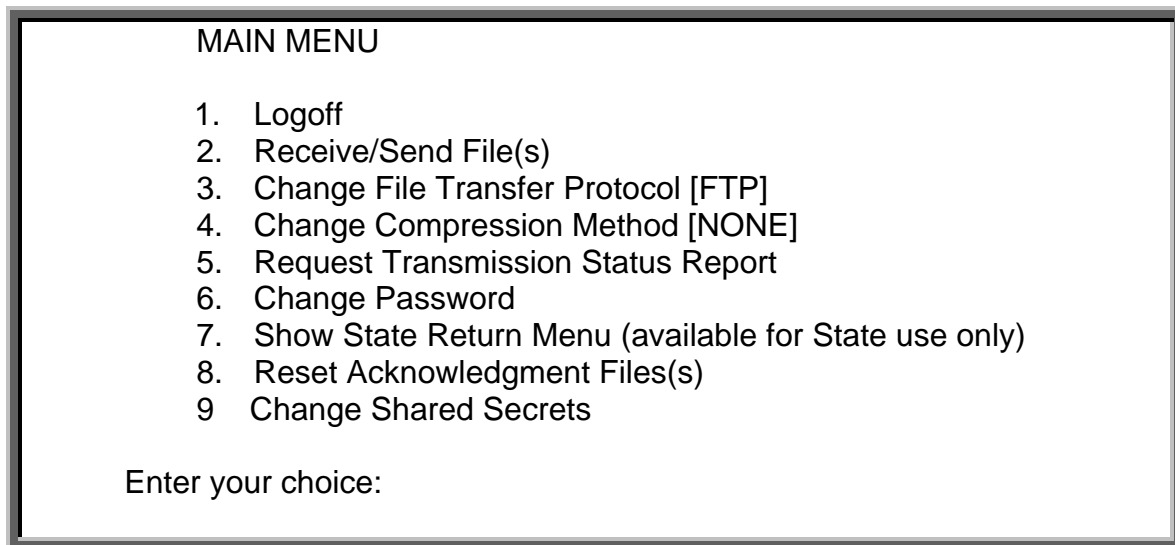 MAIN MENU
1. Logoff
2. Receive/Send File(s)
3. Change File Transfer Protocol [FTP]
4. Change Compression Method [NONE]
5. Request Transmission Status Report
6. Change Password
7. Show State Return Menu (available for State use only)
8. Reset Acknowledgment Files(s)
9 Change Shared Secrets
Enter your choice: